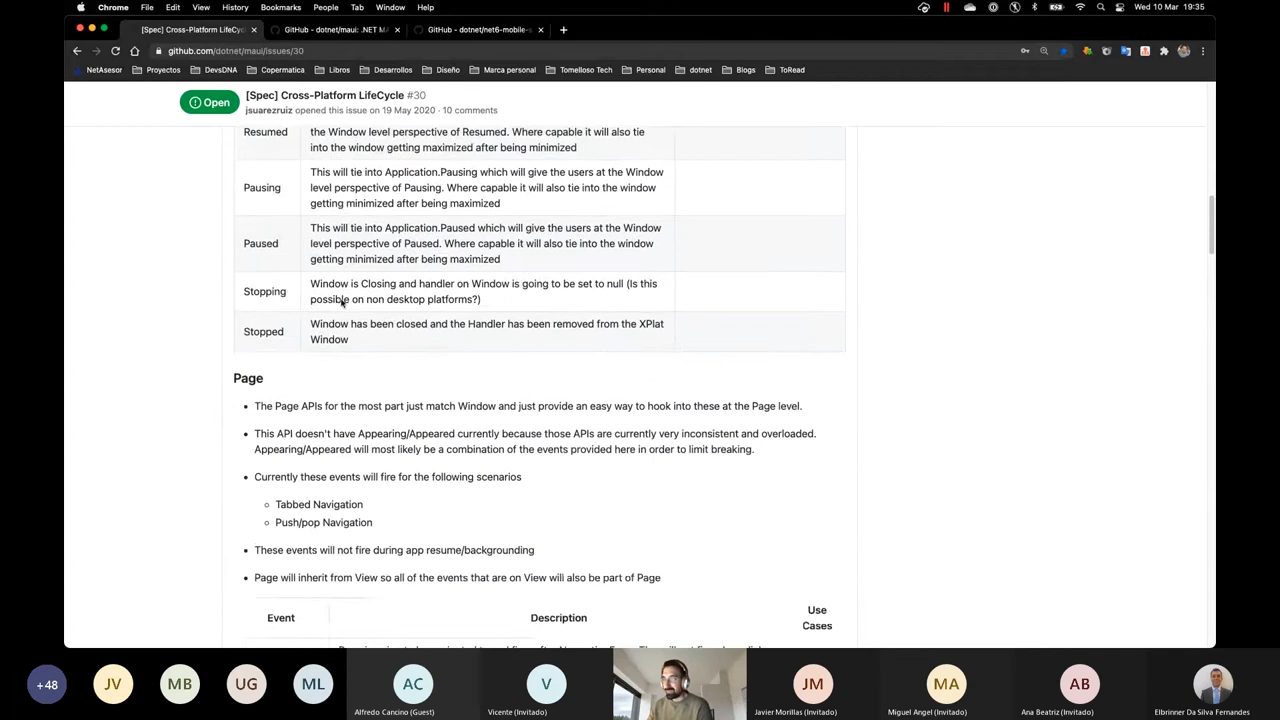 Chrome File Edit View History Bookmarks People Tab Window Help
Wed 10 Mar 19:35
[Spec] Cross-Platform LifeCycl
GitHub - dotnet/maui: .NET MA
GitHub - dotnet/net6-mobile-s
github.com/dotnet/maui/issues/30
NetAsesor Proyectos DevsDNA Copermatica Libros Desarrollos Diseño Marca personal Tomelloso Tech Personal dotnet Blogs ToRead
Open
[Spec] Cross-Platform LifeCycle #30
jsuarezruiz opened this issue on 19 May 2020 · 10 comments
Resumed
the Window level perspective of Resumed. Where capable it will also tie
into the window getting maximized after being minimized
Pausing
This will tie into Application.Pausing which will give the users at the Window
level perspective of Pausing. Where capable it will also tie into the window
getting minimized after being maximized
Paused
This will tie into Application.Paused which will give the users at the Window
level perspective of Paused. Where capable it will also tie into the window
getting minimized after being maximized
Stopping
Window is Closing and handler on Window is going to be set to null (Is this
possible on non desktop platforms?)
Stopped
Window has been closed and the Handler has been removed from the XPlat
Window
Page
• The Page APIs for the most part just match Window and just provide an easy way to hook into these at the Page level.
• This API doesn't have Appearing/Appeared currently because those APIs are currently very inconsistent and overloaded.
Appearing/Appeared will most likely be a combination of the events provided here in order to limit breaking.
• Currently these events will fire for the following scenarios
○ Tabbed Navigation
○ Push/pop Navigation
• These events will not fire during app resume/backgrounding
• Page will inherit from View so all of the events that are on View will also be part of Page
Event
Description
Use
Cases
+48
JV
MB
UG
ML
AC
V
JM
MA
AB
Alfredo Cancino (Guest)
Vicente (Invitado)
Javier Morillas (Invitado)
Miguel Angel (Invitado)
Ana Beatriz (Invitado)
Elbrinner Da Silva Fernandes